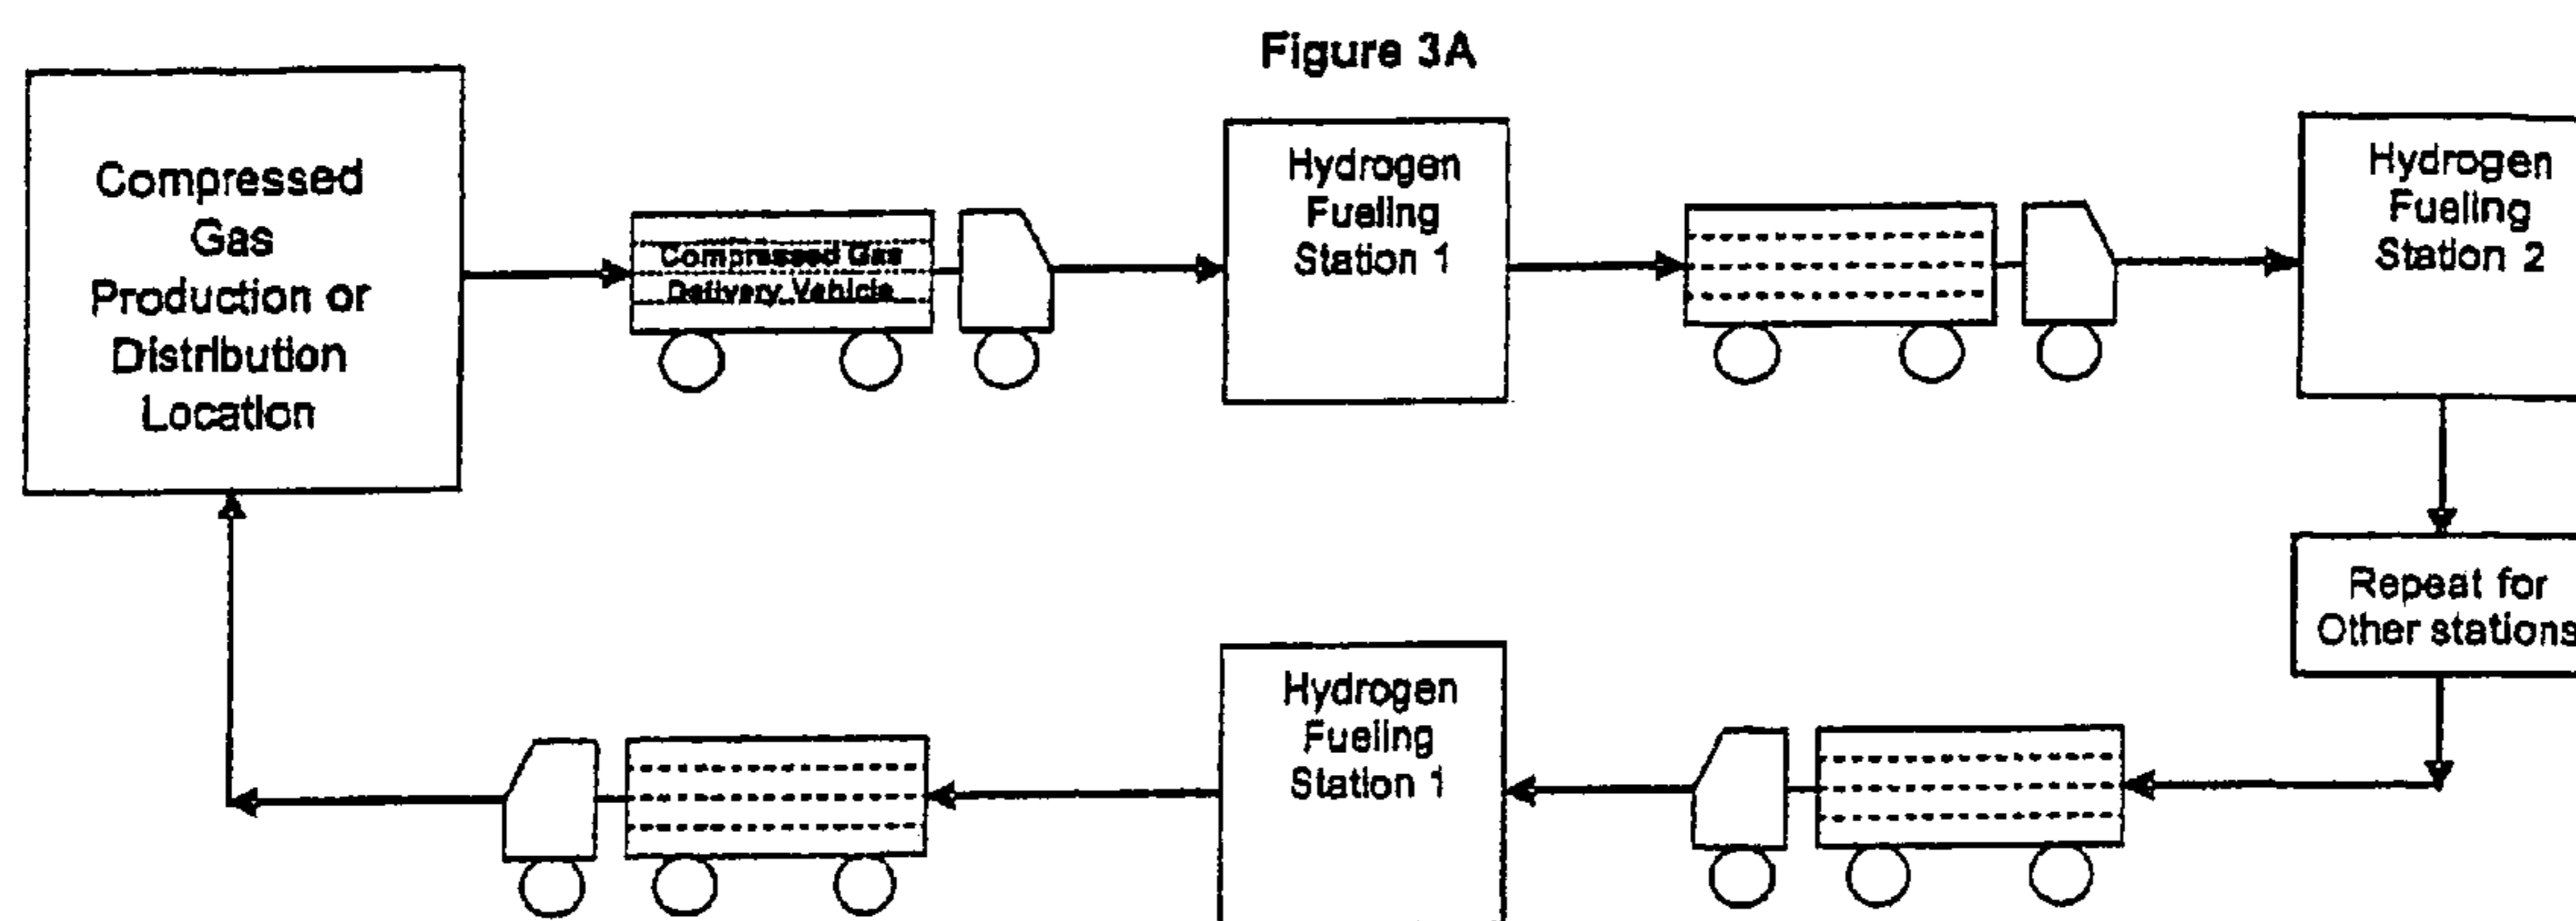 Figure 3A
Compressed
Gas
Production or
Distribution
Location
Compressed Gas
Delivery Vehicle
Hydrogen
Fueling
Station 1
Hydrogen
Fueling
Station 2
Repeat for
Other stations
Hydrogen
Fueling
Station 1